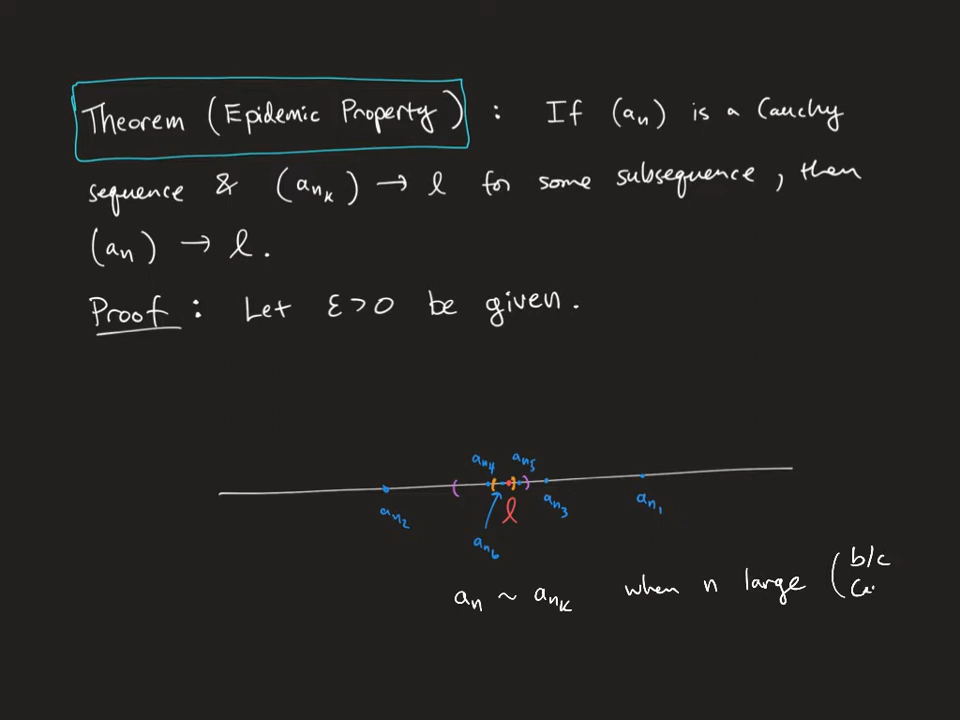 Theorem (Epidemic Property) : If (aₙ) is a Cauchy
sequence & (aₙₖ) → l for some subsequence, then
(aₙ) → l.
Proof : Let ε>0 be given.
aₙ₄ aₙ₅
( ( ) )
aₙ₂ l aₙ₃ aₙ₁
aₙ₆
aₙ ~ aₙₖ when n large (b/c
Ca